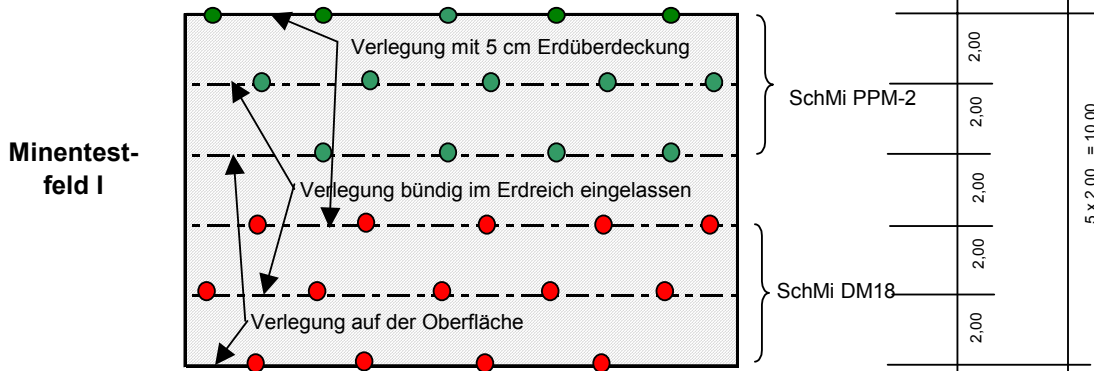 Verlegung mit 5 cm Erdüberdeckung
SchMi PPM-2
Minentest-
feld I
Verlegung bündig im Erdreich eingelassen
SchMi DM18
Verlegung auf der Oberfläche
2,00
2,00
2,00
2,00
2,00
5 x 2,00 = 10,00